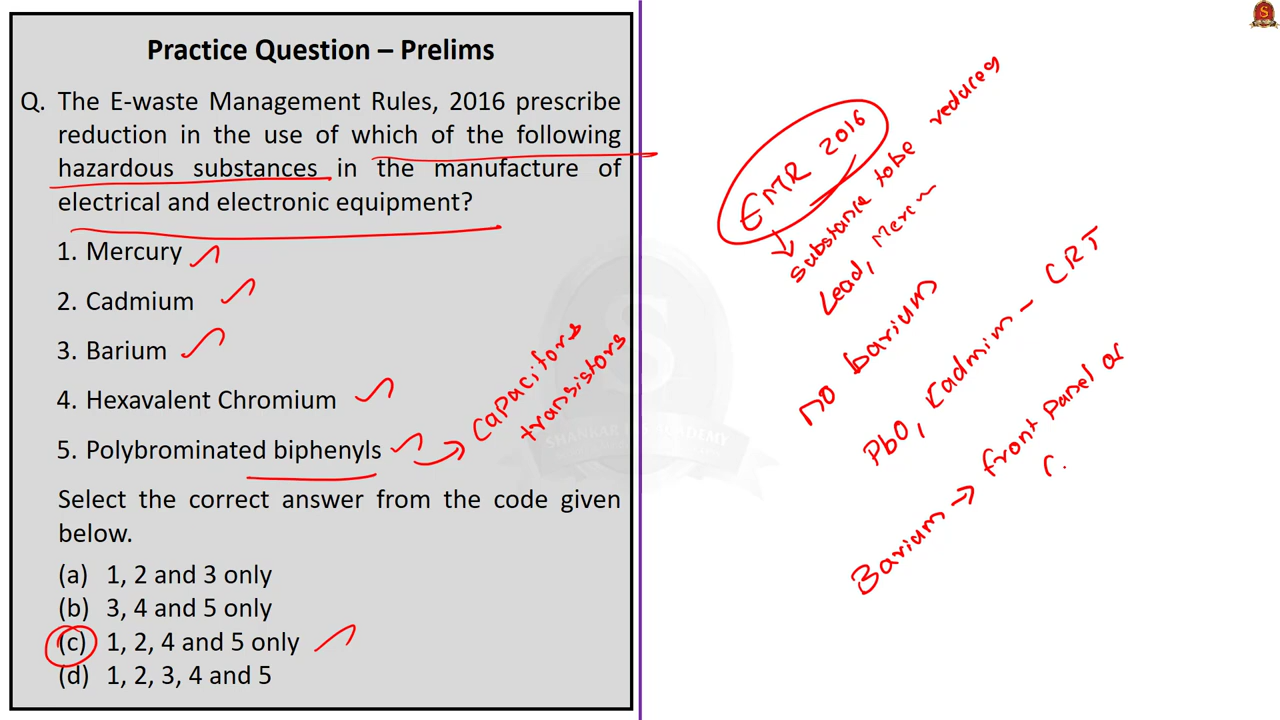 Practice Question – Prelims
Q. The E-waste Management Rules, 2016 prescribe
reduction in the use of which of the following
hazardous substances in the manufacture of
electrical and electronic equipment?
1. Mercury
2. Cadmium
3. Barium
4. Hexavalent Chromium
5. Polybrominated biphenyls
Select the correct answer from the code given
below.
(a) 1, 2 and 3 only
(b) 3, 4 and 5 only
(c) 1, 2, 4 and 5 only
(d) 1, 2, 3, 4 and 5
capacitors
transistors
EMR 2016
substance to be reduced
Lead,
no barium
PbO, Cadmim - CRT
Barium → front panel of
SHANKAR IAS ACADEMY